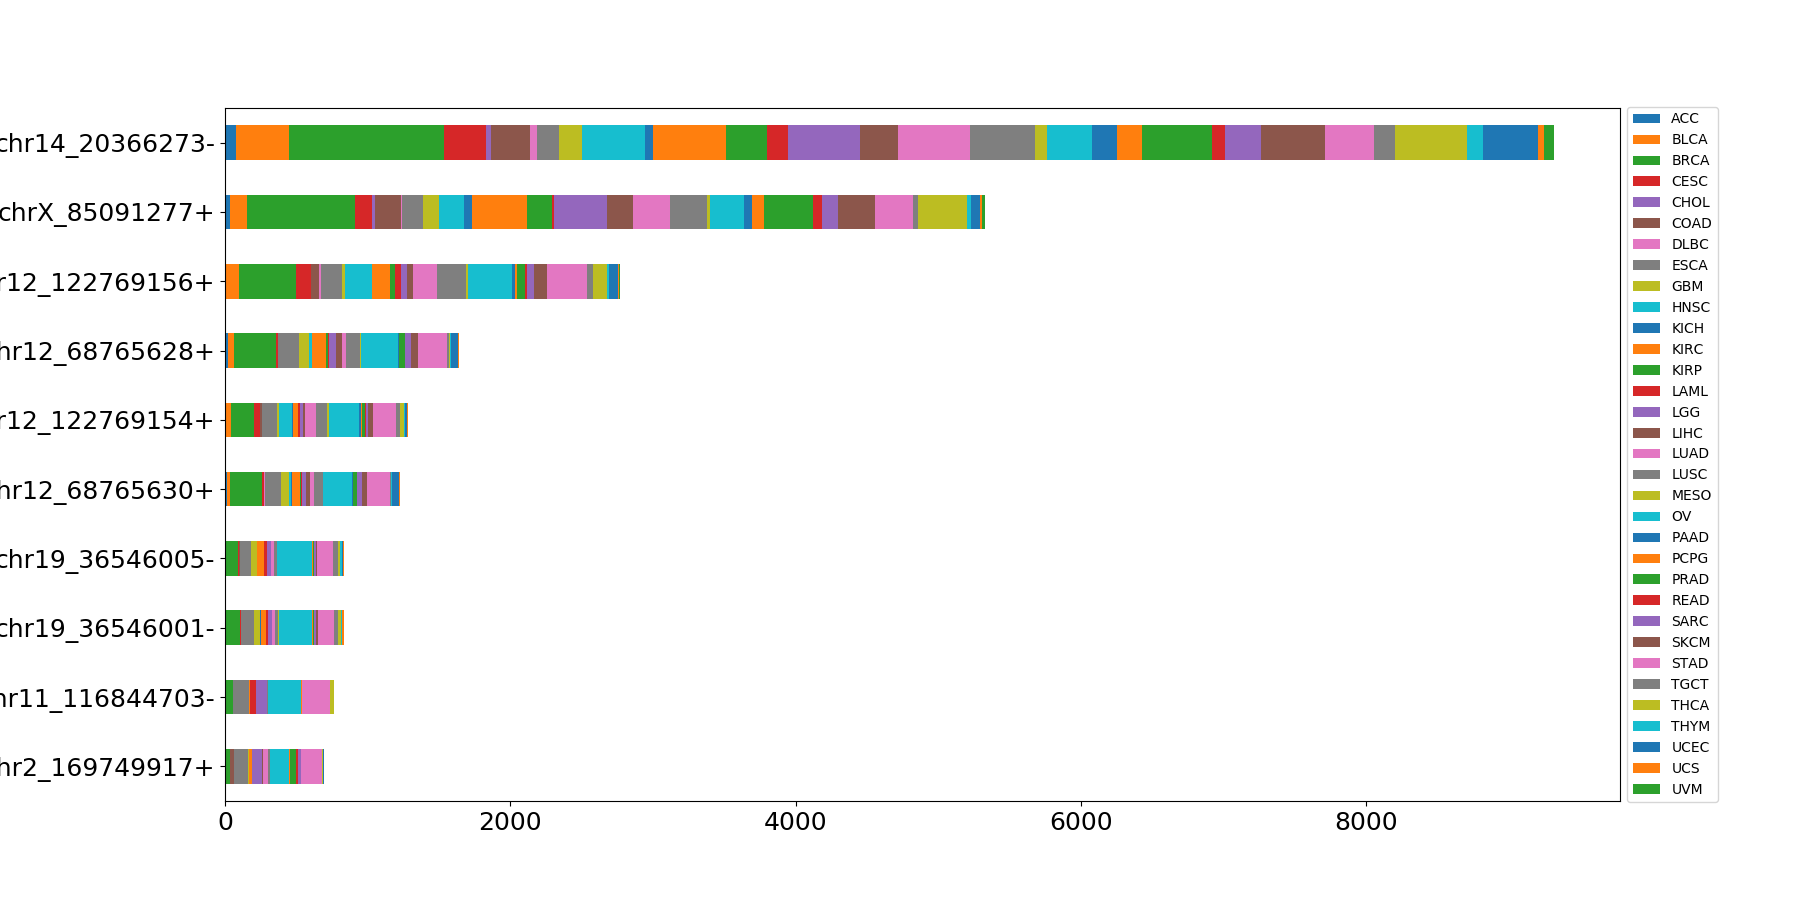 chr14_20366273-
chrX_85091277+
r12_122769156+
hr12_68765628+
r12_122769154+
hr12_68765630+
chr19_36546005-
chr19_36546001-
hr11_116844703-
hr2_169749917+
0 2000 4000 6000 8000
ACC
BLCA
BRCA
CESC
CHOL
COAD
DLBC
ESCA
GBM
HNSC
KICH
KIRC
KIRP
LAML
LGG
LIHC
LUAD
LUSC
MESO
OV
PAAD
PCPG
PRAD
READ
SARC
SKCM
STAD
TGCT
THCA
THYM
UCEC
UCS
UVM